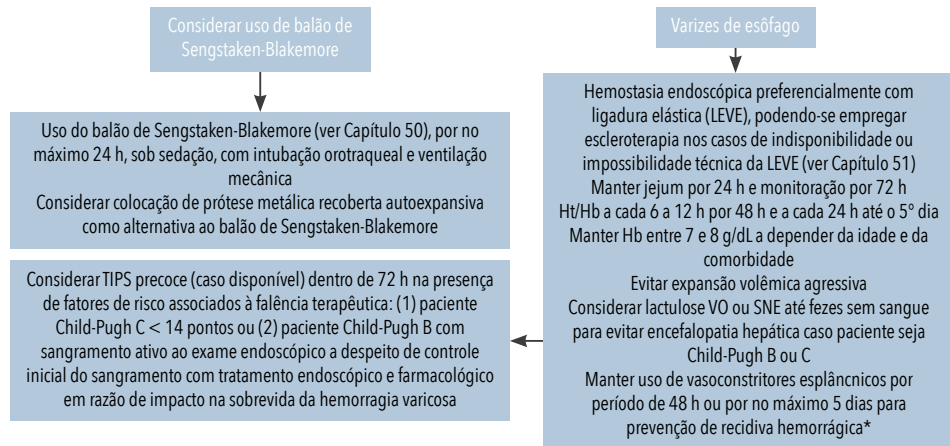 Considerar uso de balão de
Sengstaken-Blakemore
Uso do balão de Sengstaken-Blakemore (ver Capítulo 50), por no
máximo 24 h, sob sedação, com intubação orotraqueal e ventilação
mecânica
Considerar colocação de prótese metálica recoberta autoexpansiva
como alternativa ao balão de Sengstaken-Blakemore
Considerar TIPS precoce (caso disponível) dentro de 72 h na presença
de fatores de risco associados à falência terapêutica: (1) paciente
Child-Pugh C < 14 pontos ou (2) paciente Child-Pugh B com
sangramento ativo ao exame endoscópico a despeito de controle
inicial do sangramento com tratamento endoscópico e farmacológico
em razão de impacto na sobrevida da hemorragia varicosa
Varizes de esôfago
Hemostasia endoscópica preferencialmente com
ligadura elástica (LEVE), podendo-se empregar
escleroterapia nos casos de indisponibilidade ou
impossibilidade técnica da LEVE (ver Capítulo 51)
Manter jejum por 24 h e monitoração por 72 h
Ht/Hb a cada 6 a 12 h por 48 h e a cada 24 h até o 5º dia
Manter Hb entre 7 e 8 g/dL a depender da idade e da
comorbidade
Evitar expansão volêmica agressiva
Considerar lactulose VO ou SNE até fezes sem sangue
para evitar encefalopatia hepática caso paciente seja
Child-Pugh B ou C
Manter uso de vasoconstritores esplâncnicos por
período de 48 h ou por no máximo 5 dias para
prevenção de recidiva hemorrágica*